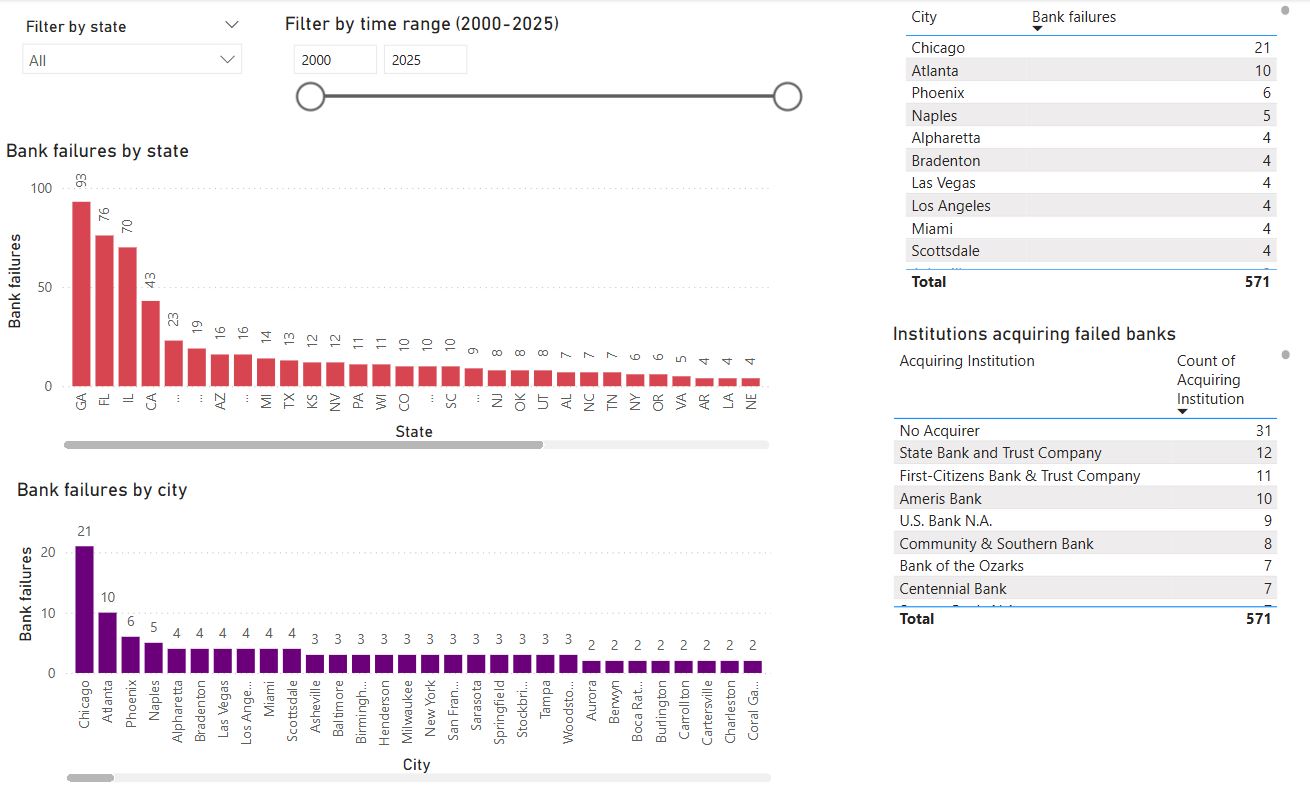 Filter by state
All
Filter by time range (2000-2025)
2000 2025
Bank failures by state
Bank failures
100
50
0
93 76 70 43 23 19 16 16 14 13 12 12 11 11 10 10 10 9 8 8 8 7 7 7 6 6 5 4 4 4
GA FL IL CA ... ... AZ ... MI TX KS NV PA WI CO ... SC ... NJ OK UT AL NC TN NY OR VA AR LA NE
State
Bank failures by city
Bank failures
20
10
0
21 10 6 5 4 4 4 4 4 4 3 3 3 3 3 3 3 3 3 3 3 3 2 2 2 2 2 2 2 2
Chicago Atlanta Phoenix Naples Alpharetta Bradenton Las Vegas Los Ange... Miami Scottsdale Asheville Baltimore Birmingh... Henderson Milwaukee New York San Fran... Sarasota Springfield Stockbri... Tampa Woodsto... Aurora Berwyn Boca Rat... Burlington Carrollton Cartersville Charleston Coral Ga...
City
City Bank failures
Chicago 21
Atlanta 10
Phoenix 6
Naples 5
Alpharetta 4
Bradenton 4
Las Vegas 4
Los Angeles 4
Miami 4
Scottsdale 4
Total 571
Institutions acquiring failed banks
Acquiring Institution Count of
Acquiring
Institution
No Acquirer 31
State Bank and Trust Company 12
First-Citizens Bank & Trust Company 11
Ameris Bank 10
U.S. Bank N.A. 9
Community & Southern Bank 8
Bank of the Ozarks 7
Centennial Bank 7
Total 571